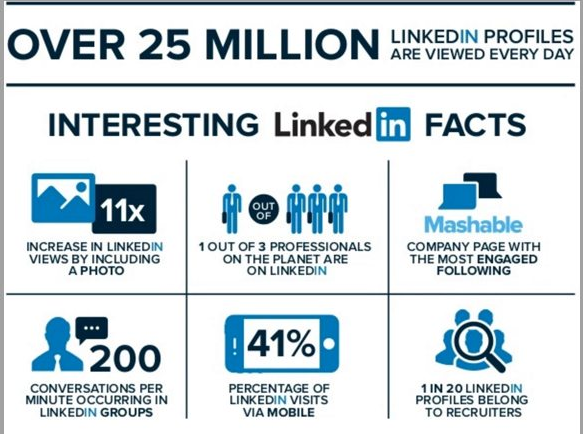 OVER 25 MILLION LINKEDIN PROFILES
ARE VIEWED EVERY DAY
INTERESTING Linkedin FACTS
11x
INCREASE IN LINKEDIN
VIEWS BY INCLUDING
A PHOTO
OUT
OF
1 OUT OF 3 PROFESSIONALS
ON THE PLANET ARE
ON LINKEDIN
Mashable
COMPANY PAGE WITH
THE MOST ENGAGED
FOLLOWING
200
CONVERSATIONS PER
MINUTE OCCURRING IN
LINKEDIN GROUPS
41%
PERCENTAGE OF
LINKEDIN VISITS
VIA MOBILE
1 IN 20 LINKEDIN
PROFILES BELONG
TO RECRUITERS